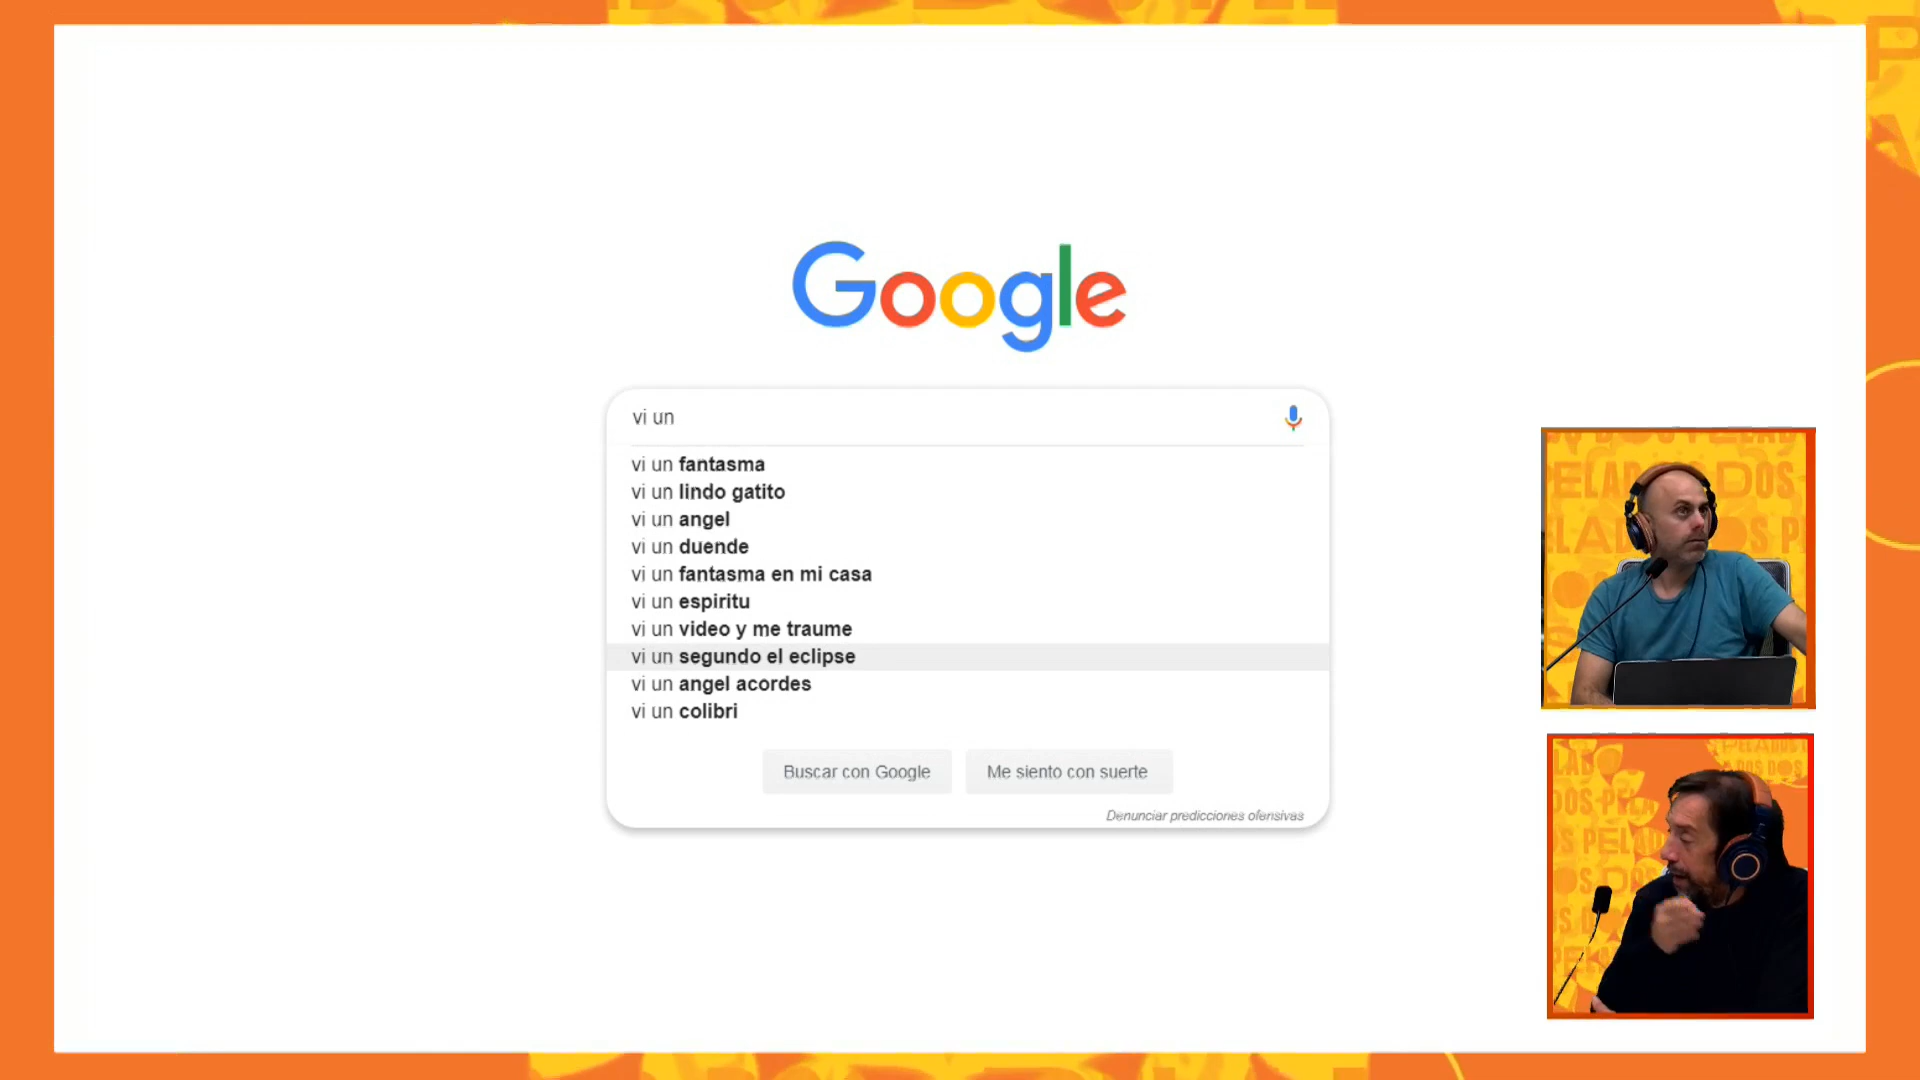 Google
vi un
vi un fantasma
vi un lindo gatito
vi un angel
vi un duende
vi un fantasma en mi casa
vi un espiritu
vi un video y me traume
vi un segundo el eclipse
vi un angel acordes
vi un colibri
Buscar con Google
Me siento con suerte
Denunciar predicciones ofensivas